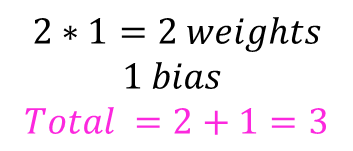 2 * 1 = 2 weights
1 bias
Total = 2 + 1 = 3